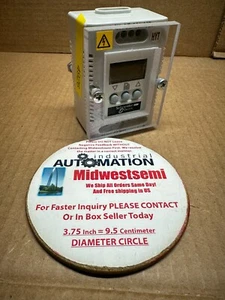 VVT
industrial
AUTOMATION
Midwestsemi
We Ship All Orders Same Day!
And Free shipping in US
For Faster Inquiry PLEASE CONTACT
Or In Box Seller Today
3.75 Inch = 9.5 Centimeter
DIAMETER CIRCLE